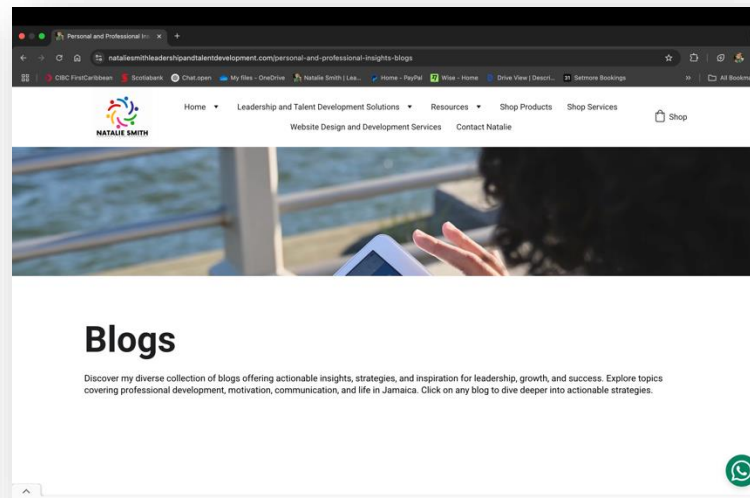 Personal and Professional Ins
nataliesmithleadershipandtalentdevelopment.com/personal-and-professional-insights-blogs
CIBC FirstCaribbean
Scotiabank
Chat.open
My files - OneDrive
Natalie Smith | Lea...
Home - PayPal
Wise - Home
Drive View | Descri...
Setmore Bookings
All Bookma
NATALIE SMITH
Home
Leadership and Talent Development Solutions
Resources
Shop Products
Shop Services
Website Design and Development Services
Contact Natalie
Shop
Blogs
Discover my diverse collection of blogs offering actionable insights, strategies, and inspiration for leadership, growth, and success. Explore topics
covering professional development, motivation, communication, and life in Jamaica. Click on any blog to dive deeper into actionable strategies.